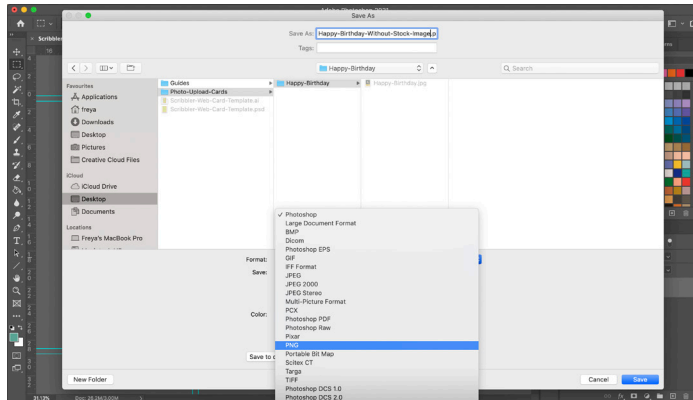 Adobe Photoshop 2021
Save As
Scribbler
Save As: Happy-Birthday-Without-Stock-image.p
Tags:
Happy-Birthday
Search
Favourites
Applications
freya
Downloads
Desktop
Pictures
Creative Cloud Files
iCloud
iCloud Drive
Desktop
Documents
Locations
Freya's MacBook Pro
Guides
Photo-Upload-Cards
Scribbler-Web-Card-Template.ai
Scribbler-Web-Card-Template.psd
Happy-Birthday
Happy-Birthday.jpg
Format:
Save:
Color:
Save to
✓ Photoshop
Large Document Format
BMP
Dicom
Photoshop EPS
GIF
IFF Format
JPEG
JPEG 2000
JPEG Stereo
Multi-Picture Format
PCX
Photoshop PDF
Photoshop Raw
Pixar
PNG
Portable Bit Map
Scitex CT
Targa
TIFF
Photoshop DCS 1.0
Photoshop DCS 2.0
New Folder
Cancel
Save
31.13%